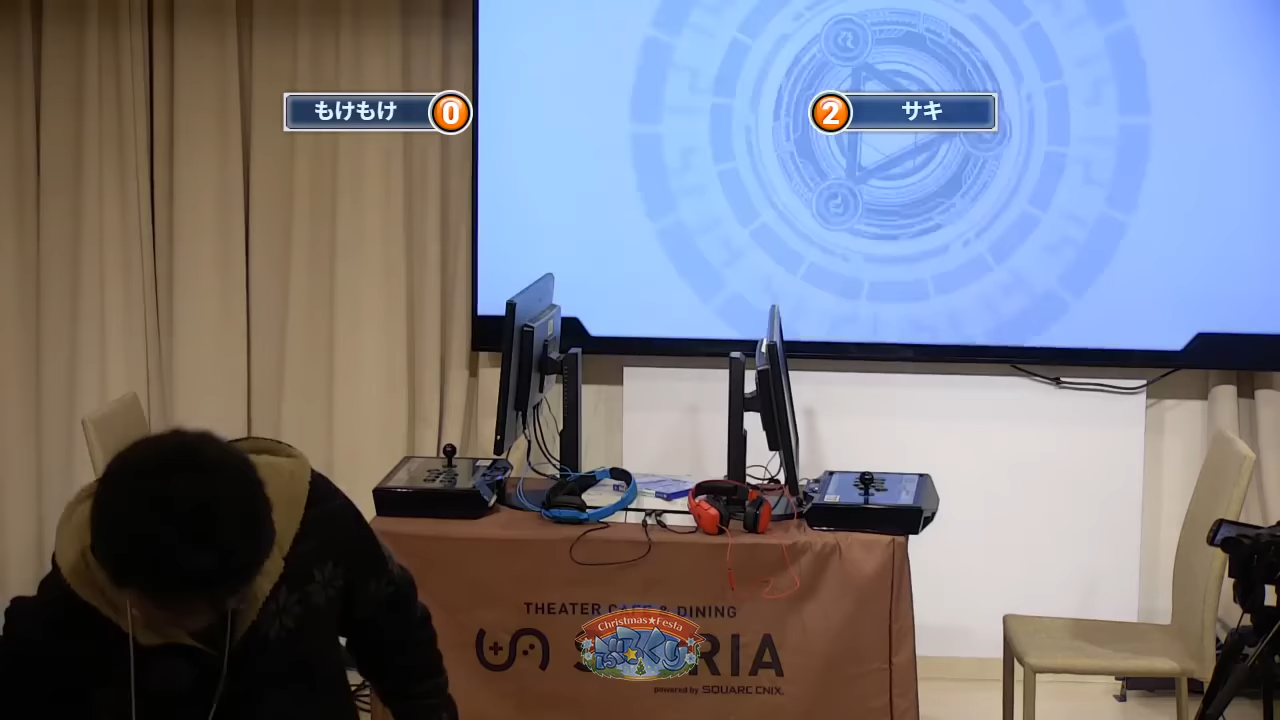 もけもけ 0
2 サキ
THEATER CAFE & DINING
Christmas★Festa
RIA
powered by SQUARE ENIX.